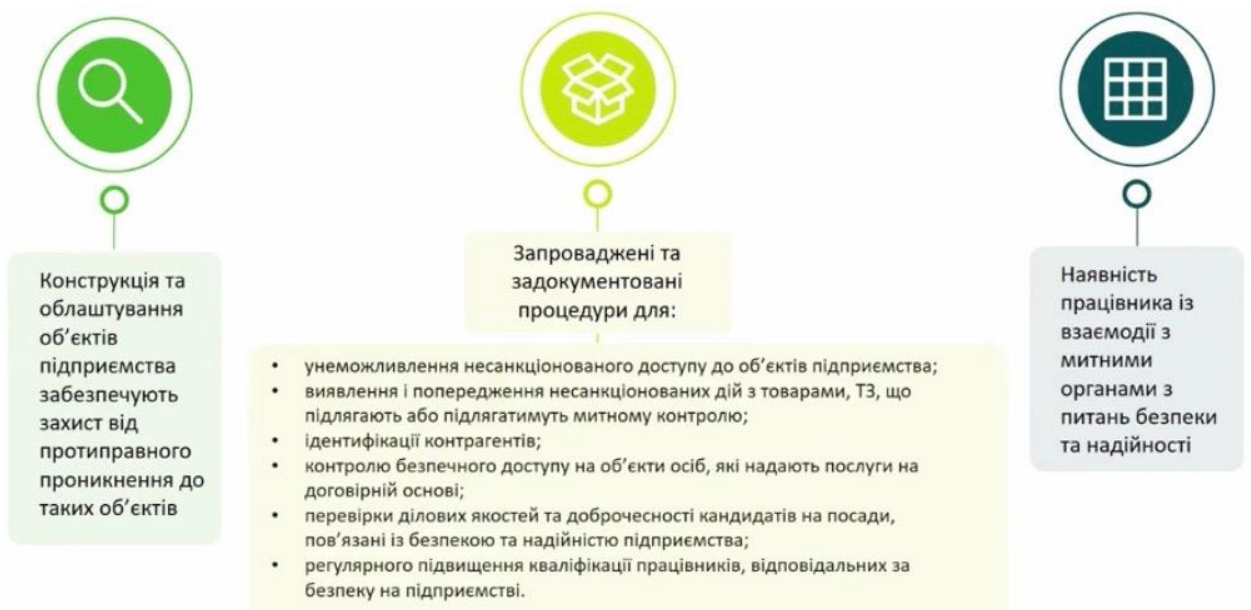 Конструкція та
облаштування
об’єктів
підприємства
забезпечують
захист від
протиправного
проникнення до
таких об’єктів
Запроваджені та
задокументовані
процедури для:
• унеможливлення несанкціонованого доступу до об’єктів підприємства;
• виявлення і попередження несанкціонованих дій з товарами, ТЗ, що
підлягають або підлягатимуть митному контролю;
• ідентифікації контрагентів;
• контролю безпечного доступу на об’єкти осіб, які надають послуги на
договірній основі;
• перевірки ділових якостей та доброчесності кандидатів на посади,
пов’язані із безпекою та надійністю підприємства;
• регулярного підвищення кваліфікації працівників, відповідальних за
безпеку на підприємстві.
Наявність
працівника із
взаємодії з
митними
органами з
питань безпеки
та надійності